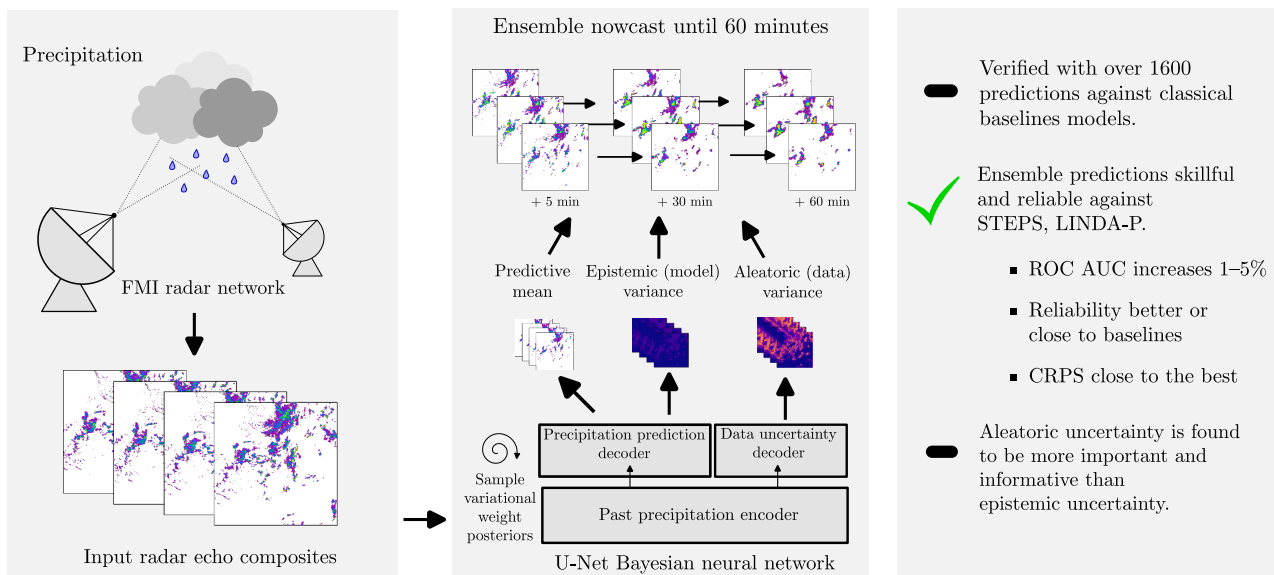 Precipitation
FMI radar network
Input radar echo composites
Ensemble nowcast until 60 minutes
+ 5 min
+ 30 min
+ 60 min
Predictive
mean
Epistemic (model)
variance
Aleatoric (data)
variance
Precipitation prediction
decoder
Data uncertainty
decoder
Sample
variational
weight
posteriors
Past precipitation encoder
U-Net Bayesian neural network
Verified with over 1600
predictions against classical
baselines models.
Ensemble predictions skillful
and reliable against
STEPS, LINDA-P.
ROC AUC increases 1–5%
Reliability better or
close to baselines
CRPS close to the best
Aleatoric uncertainty is found
to be more important and
informative than
epistemic uncertainty.